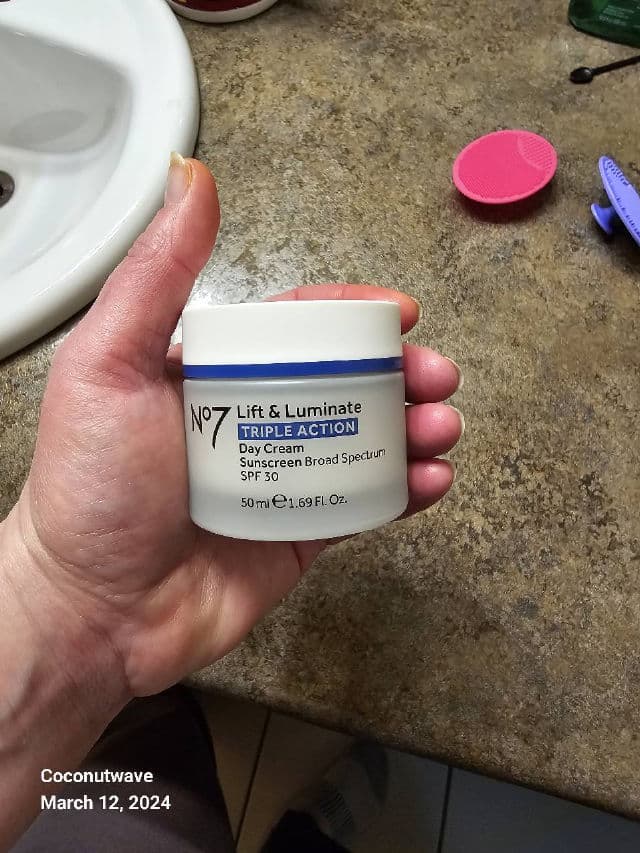 No7
Lift & Luminate
TRIPLE ACTION
Day Cream
Sunscreen Broad Spectrum
SPF 30
50 ml ℮ 1.69 Fl. Oz.
Coconutwave
March 12, 2024